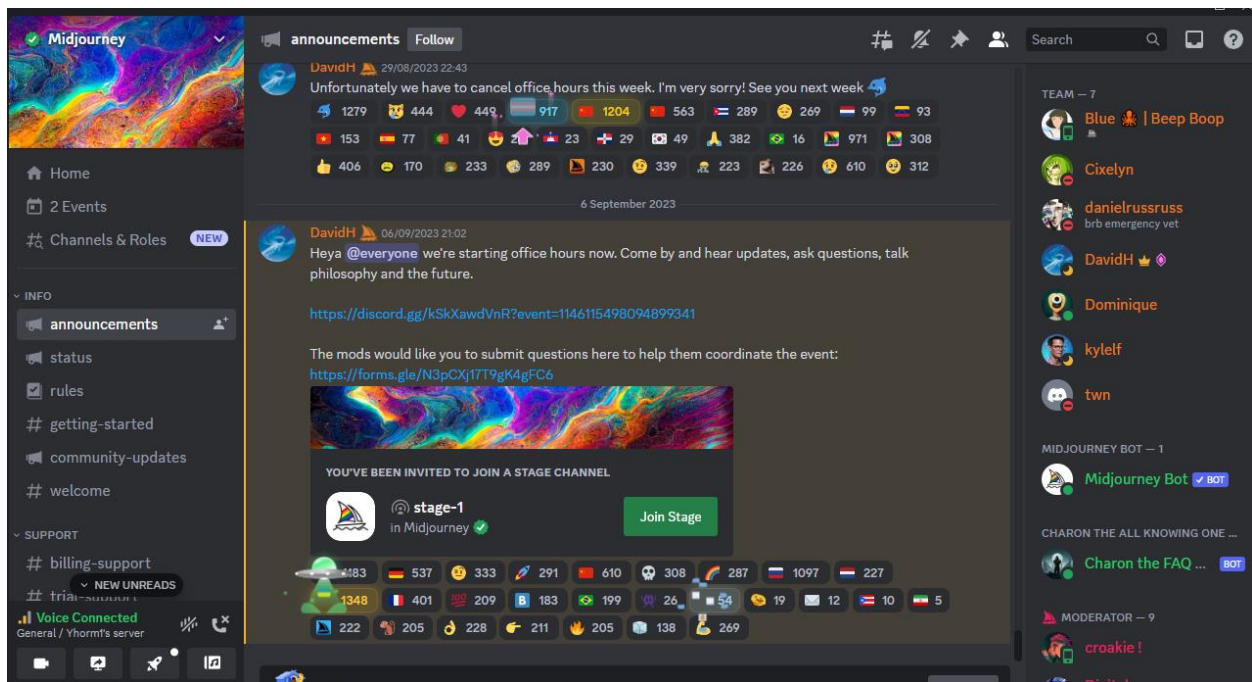 Midjourney
announcements
Follow
Search
Home
2 Events
Channels & Roles NEW
INFO
announcements
status
rules
getting-started
community-updates
welcome
SUPPORT
billing-support
NEW UNREADS
trial-support
Voice Connected
General / Yhorm1's server
DavidH 29/08/2023 22:43
Unfortunately we have to cancel office hours this week. I'm very sorry! See you next week
1279 444 449 917 1204 563 289 269 99 93
153 77 41 23 29 49 382 16 971 308
406 170 233 289 230 339 223 226 610 312
6 September 2023
DavidH 06/09/2023 21:02
Heya @everyone we're starting office hours now. Come by and hear updates, ask questions, talk
philosophy and the future.
https://discord.gg/kSkXawdVnR?event=1146115498094899341
The mods would like you to submit questions here to help them coordinate the event:
https://forms.gle/N3pCXj17T9gK4gFC6
YOU'VE BEEN INVITED TO JOIN A STAGE CHANNEL
stage-1
in Midjourney
Join Stage
537 333 291 610 308 287 1097 227
1348 401 209 B 183 199 26 54 19 12 10 5
222 205 228 211 205 138 269
TEAM — 7
Blue | Beep Boop
Cixelyn
danielrussruss
brb emergency vet
DavidH
Dominique
kylelf
twn
MIDJOURNEY BOT — 1
Midjourney Bot BOT
CHARON THE ALL KNOWING ONE ...
Charon the FAQ ... BOT
MODERATOR — 9
croakie !